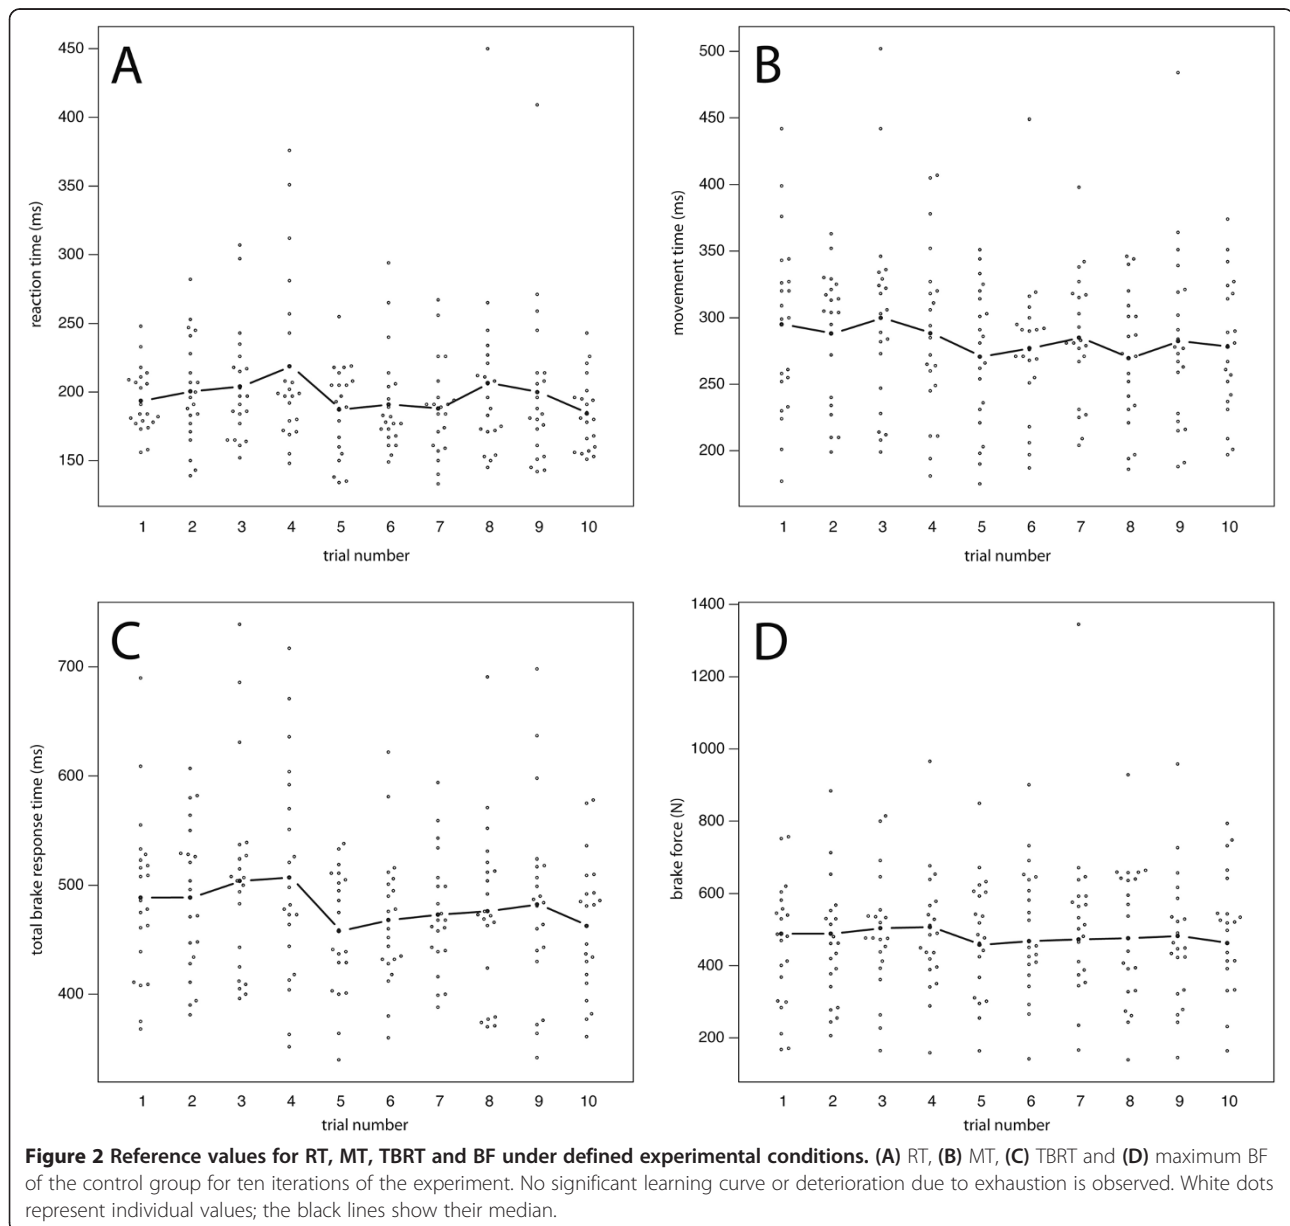 A
450
400
350
300
250
200
150
reaction time (ms)
1 2 3 4 5 6 7 8 9 10
trial number
B
500
450
400
350
300
250
200
movement time (ms)
1 2 3 4 5 6 7 8 9 10
trial number
C
700
600
500
400
total brake response time (ms)
1 2 3 4 5 6 7 8 9 10
trial number
D
1400
1200
1000
800
600
400
200
brake force (N)
1 2 3 4 5 6 7 8 9 10
trial number
Figure 2 Reference values for RT, MT, TBRT and BF under defined experimental conditions. (A) RT, (B) MT, (C) TBRT and (D) maximum BF
of the control group for ten iterations of the experiment. No significant learning curve or deterioration due to exhaustion is observed. White dots
represent individual values; the black lines show their median.